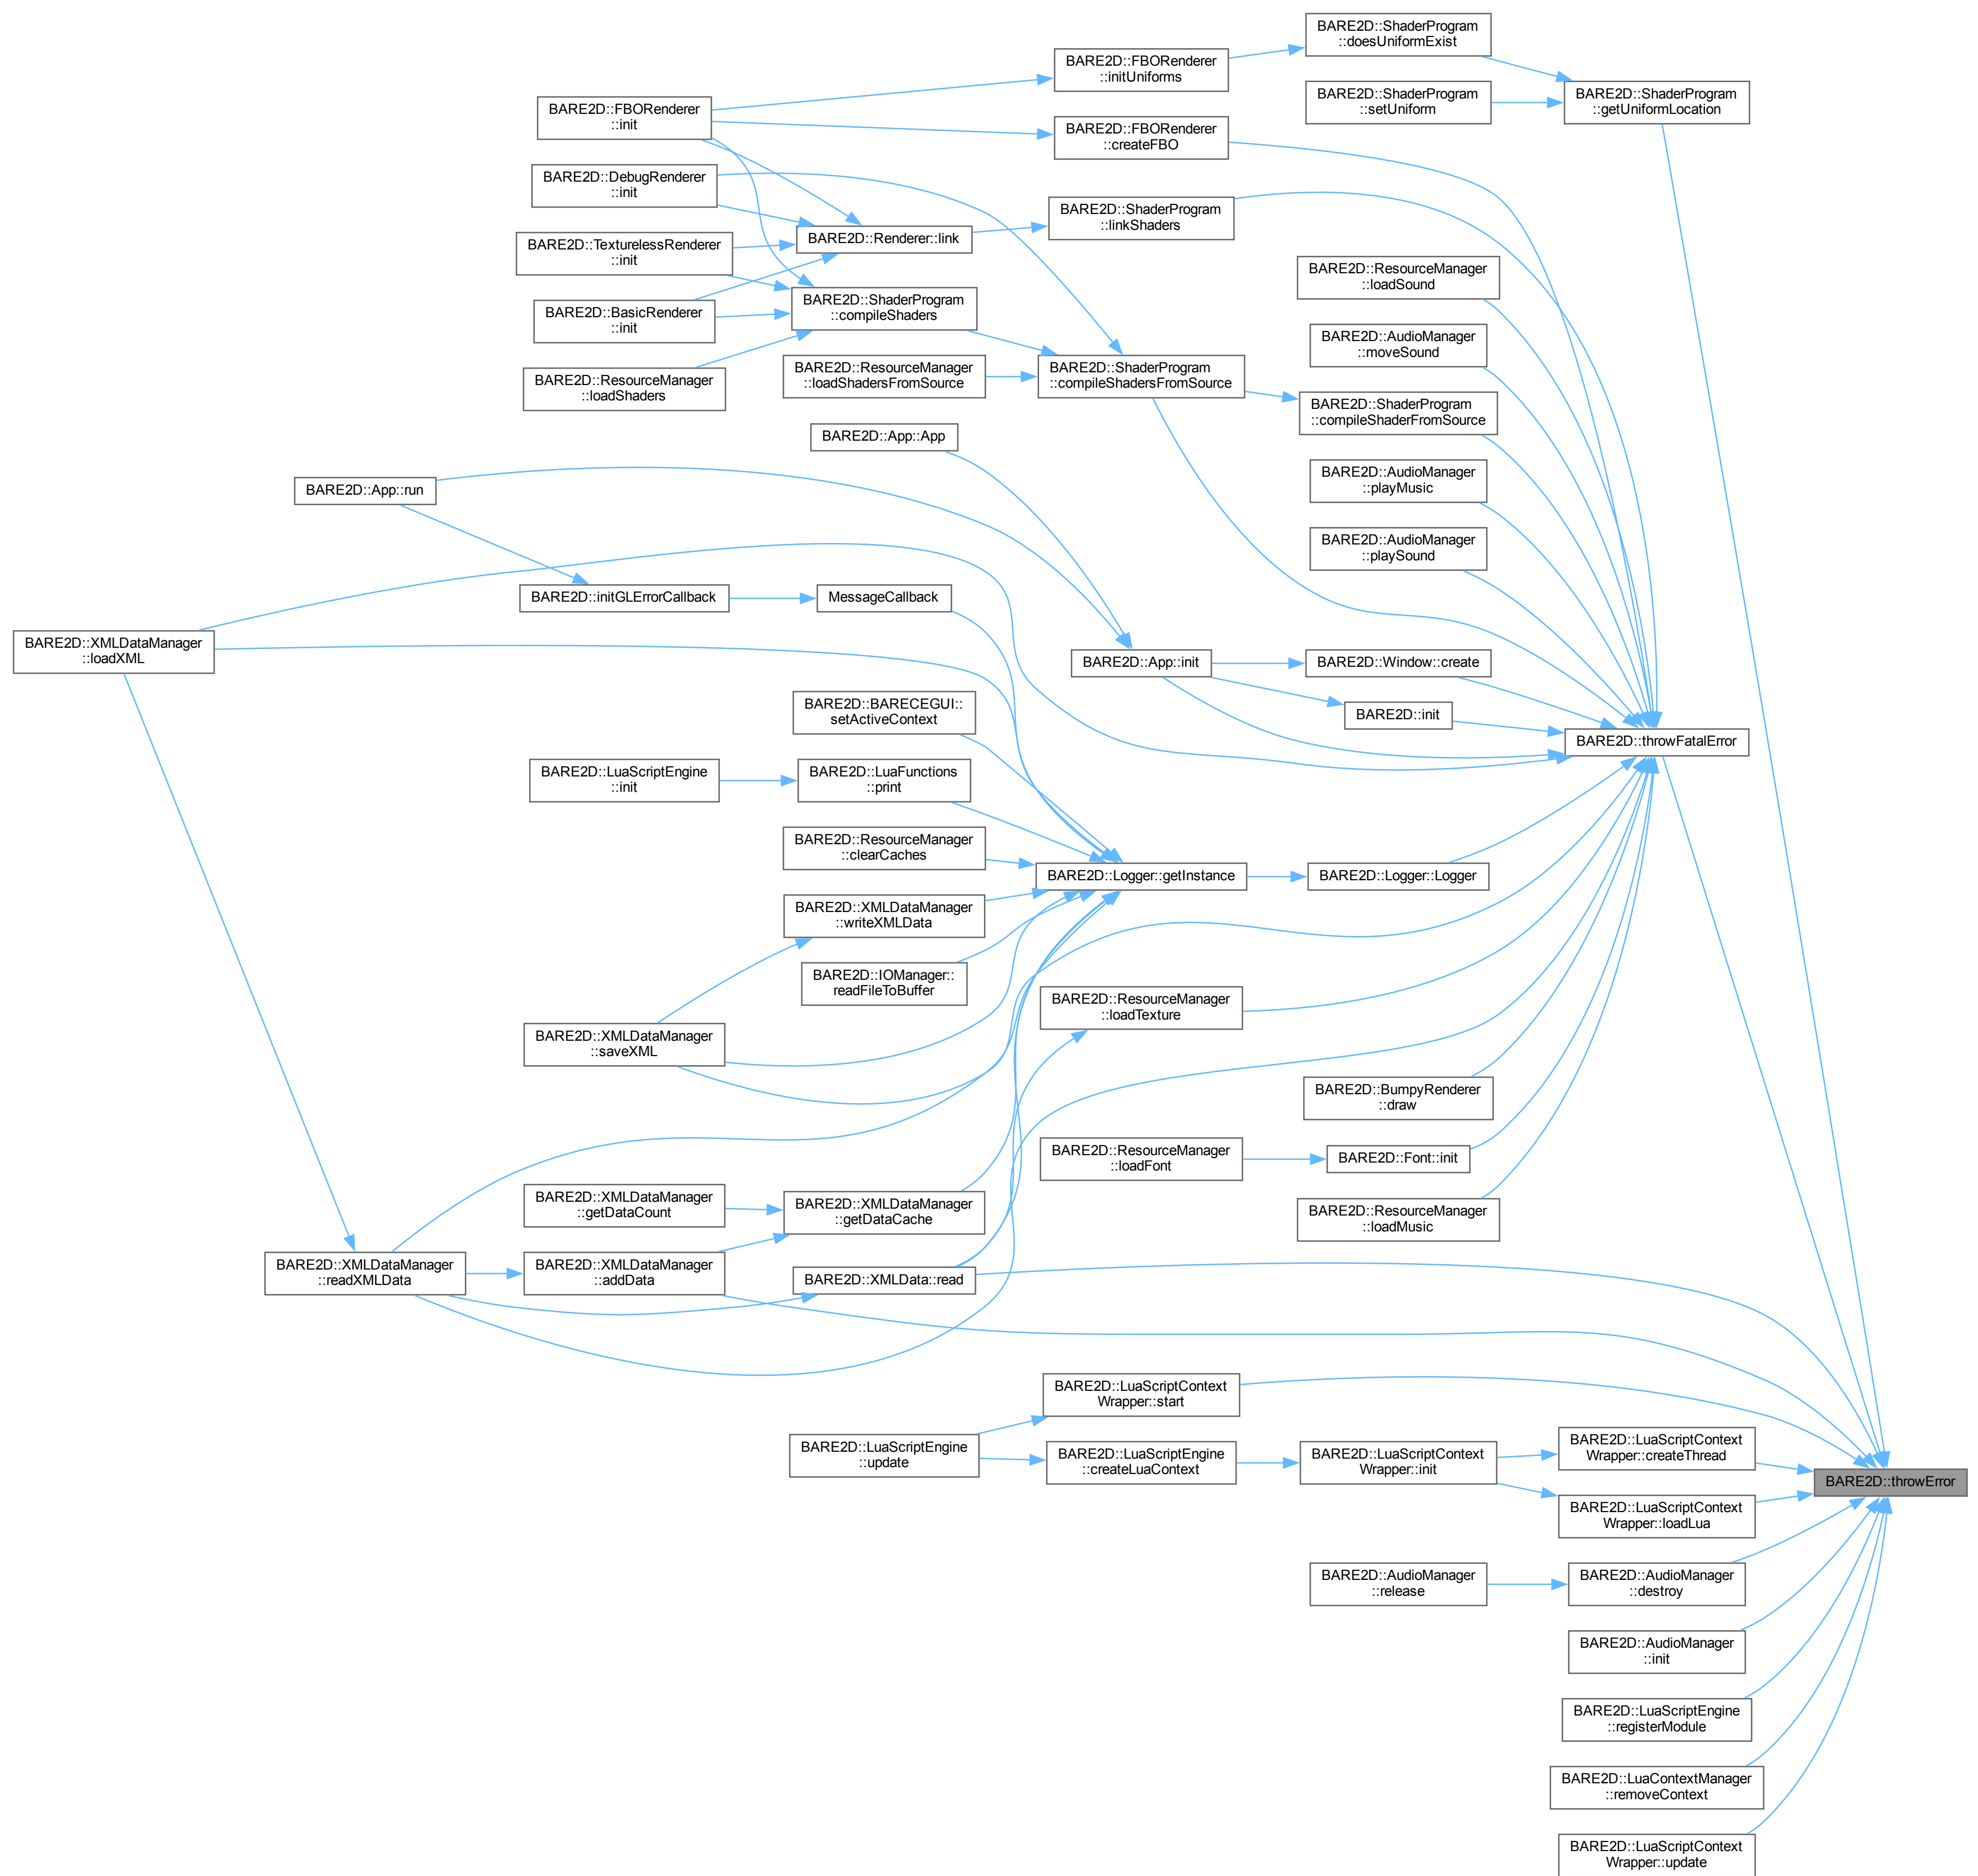 BARE2D::ShaderProgram
::doesUniformExist
BARE2D::FBORenderer
::initUniforms
BARE2D::ShaderProgram
::setUniform
BARE2D::ShaderProgram
::getUniformLocation
BARE2D::FBORenderer
::init
BARE2D::FBORenderer
::createFBO
BARE2D::DebugRenderer
::init
BARE2D::ShaderProgram
::linkShaders
BARE2D::TexturelessRenderer
::init
BARE2D::Renderer::link
BARE2D::ResourceManager
::loadSound
BARE2D::BasicRenderer
::init
BARE2D::ShaderProgram
::compileShaders
BARE2D::AudioManager
::moveSound
BARE2D::ResourceManager
::loadShaders
BARE2D::ResourceManager
::loadShadersFromSource
BARE2D::ShaderProgram
::compileShadersFromSource
BARE2D::ShaderProgram
::compileShaderFromSource
BARE2D::App::App
BARE2D::App::run
BARE2D::AudioManager
::playMusic
BARE2D::AudioManager
::playSound
BARE2D::initGLErrorCallback
MessageCallback
BARE2D::XMLDataManager
::loadXML
BARE2D::App::init
BARE2D::Window::create
BARE2D::BARECEGUI::
setActiveContext
BARE2D::init
BARE2D::throwFatalError
BARE2D::LuaScriptEngine
::init
BARE2D::LuaFunctions
::print
BARE2D::ResourceManager
::clearCaches
BARE2D::Logger::getInstance
BARE2D::Logger::Logger
BARE2D::XMLDataManager
::writeXMLData
BARE2D::IOManager::
readFileToBuffer
BARE2D::ResourceManager
::loadTexture
BARE2D::XMLDataManager
::saveXML
BARE2D::BumpyRenderer
::draw
BARE2D::ResourceManager
::loadFont
BARE2D::Font::init
BARE2D::XMLDataManager
::getDataCount
BARE2D::XMLDataManager
::getDataCache
BARE2D::ResourceManager
::loadMusic
BARE2D::XMLDataManager
::readXMLData
BARE2D::XMLDataManager
::addData
BARE2D::XMLData::read
BARE2D::LuaScriptContext
Wrapper::start
BARE2D::LuaScriptEngine
::update
BARE2D::LuaScriptEngine
::createLuaContext
BARE2D::LuaScriptContext
Wrapper::init
BARE2D::LuaScriptContext
Wrapper::createThread
BARE2D::throwError
BARE2D::LuaScriptContext
Wrapper::loadLua
BARE2D::AudioManager
::release
BARE2D::AudioManager
::destroy
BARE2D::AudioManager
::init
BARE2D::LuaScriptEngine
::registerModule
BARE2D::LuaContextManager
::removeContext
BARE2D::LuaScriptContext
Wrapper::update